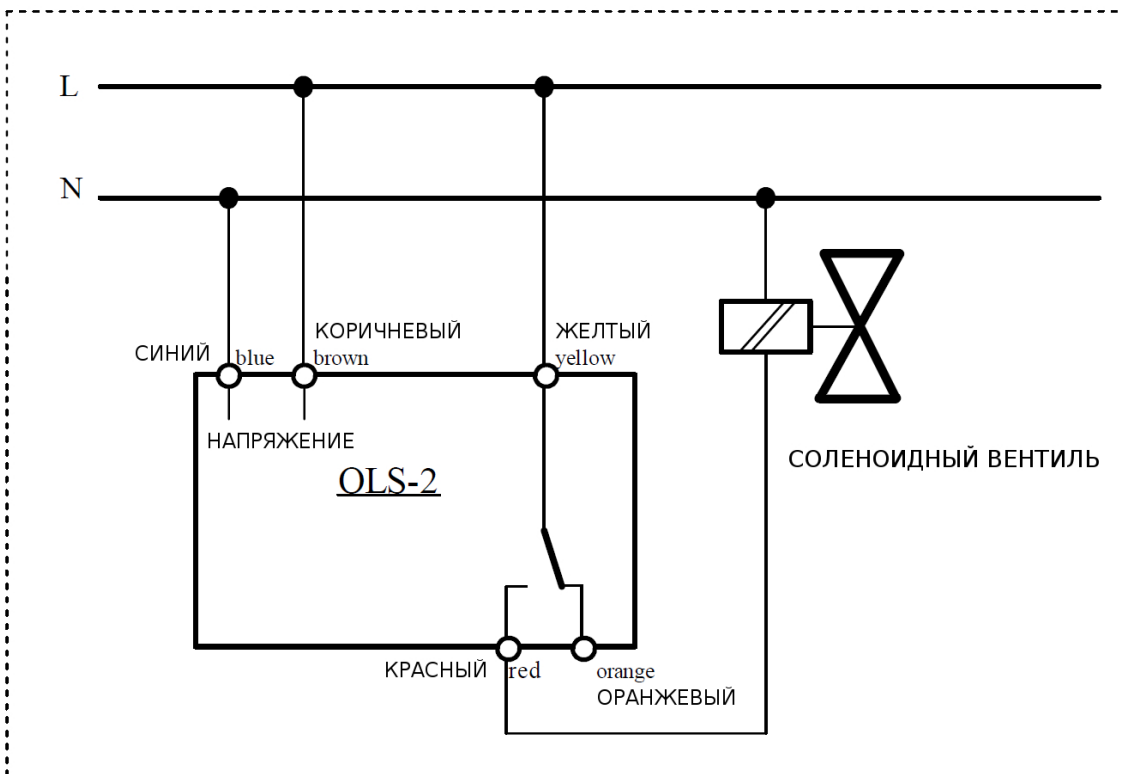 L
N
КОРИЧНЕВЫЙ
ЖЕЛТЫЙ
СИНИЙ
blue
brown
yellow
НАПРЯЖЕНИЕ
СОЛЕНОИДНЫЙ ВЕНТИЛЬ
OLS-2
КРАСНЫЙ
red
orange
ОРАНЖЕВЫЙ